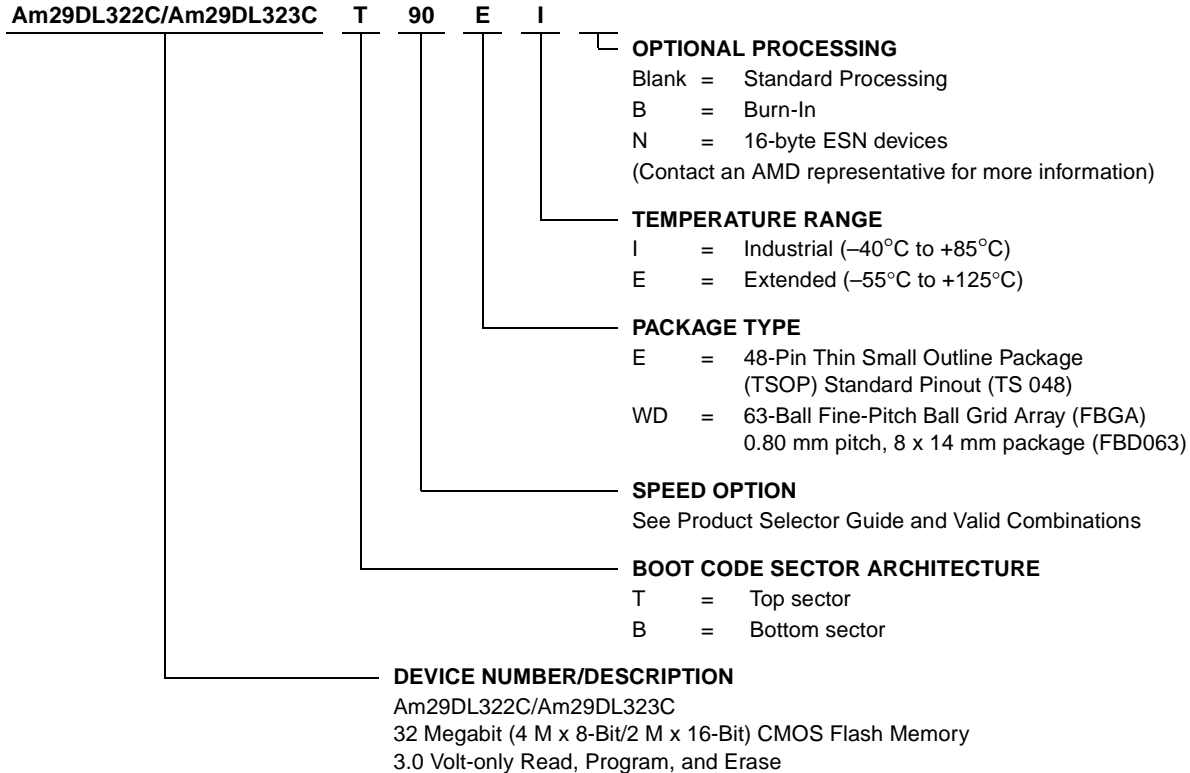 Am29DL322C/Am29DL323C T 90 E I
OPTIONAL PROCESSING
Blank = Standard Processing
B = Burn-In
N = 16-byte ESN devices
(Contact an AMD representative for more information)
TEMPERATURE RANGE
I = Industrial (–40°C to +85°C)
E = Extended (–55°C to +125°C)
PACKAGE TYPE
E = 48-Pin Thin Small Outline Package
(TSOP) Standard Pinout (TS 048)
WD = 63-Ball Fine-Pitch Ball Grid Array (FBGA)
0.80 mm pitch, 8 x 14 mm package (FBD063)
SPEED OPTION
See Product Selector Guide and Valid Combinations
BOOT CODE SECTOR ARCHITECTURE
T = Top sector
B = Bottom sector
DEVICE NUMBER/DESCRIPTION
Am29DL322C/Am29DL323C
32 Megabit (4 M x 8-Bit/2 M x 16-Bit) CMOS Flash Memory
3.0 Volt-only Read, Program, and Erase